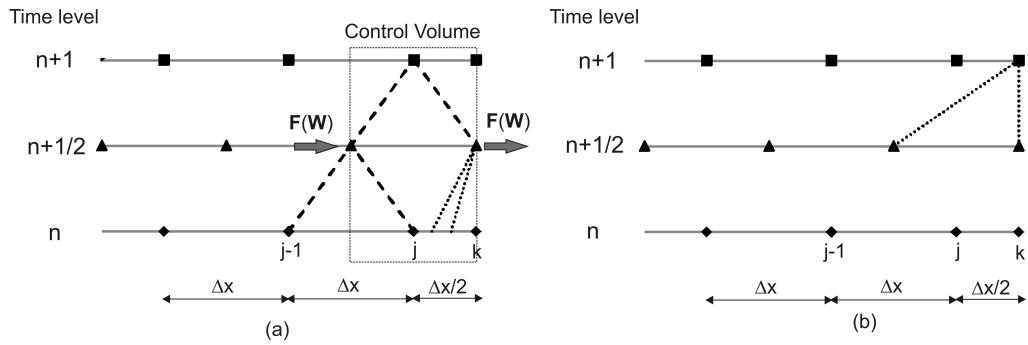 Time level
Control Volume
n+1
F(W)
F(W)
n+1/2
n
j-1
j
k
Δx
Δx
Δx/2
(a)
Time level
n+1
n+1/2
n
j-1
j
k
Δx
Δx
Δx/2
(b)